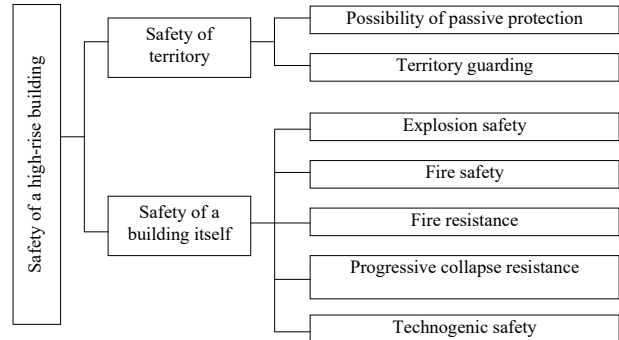 Safety of a high-rise building
Safety of
territory
Possibility of passive protection
Territory guarding
Safety of a
building itself
Explosion safety
Fire safety
Fire resistance
Progressive collapse resistance
Technogenic safety